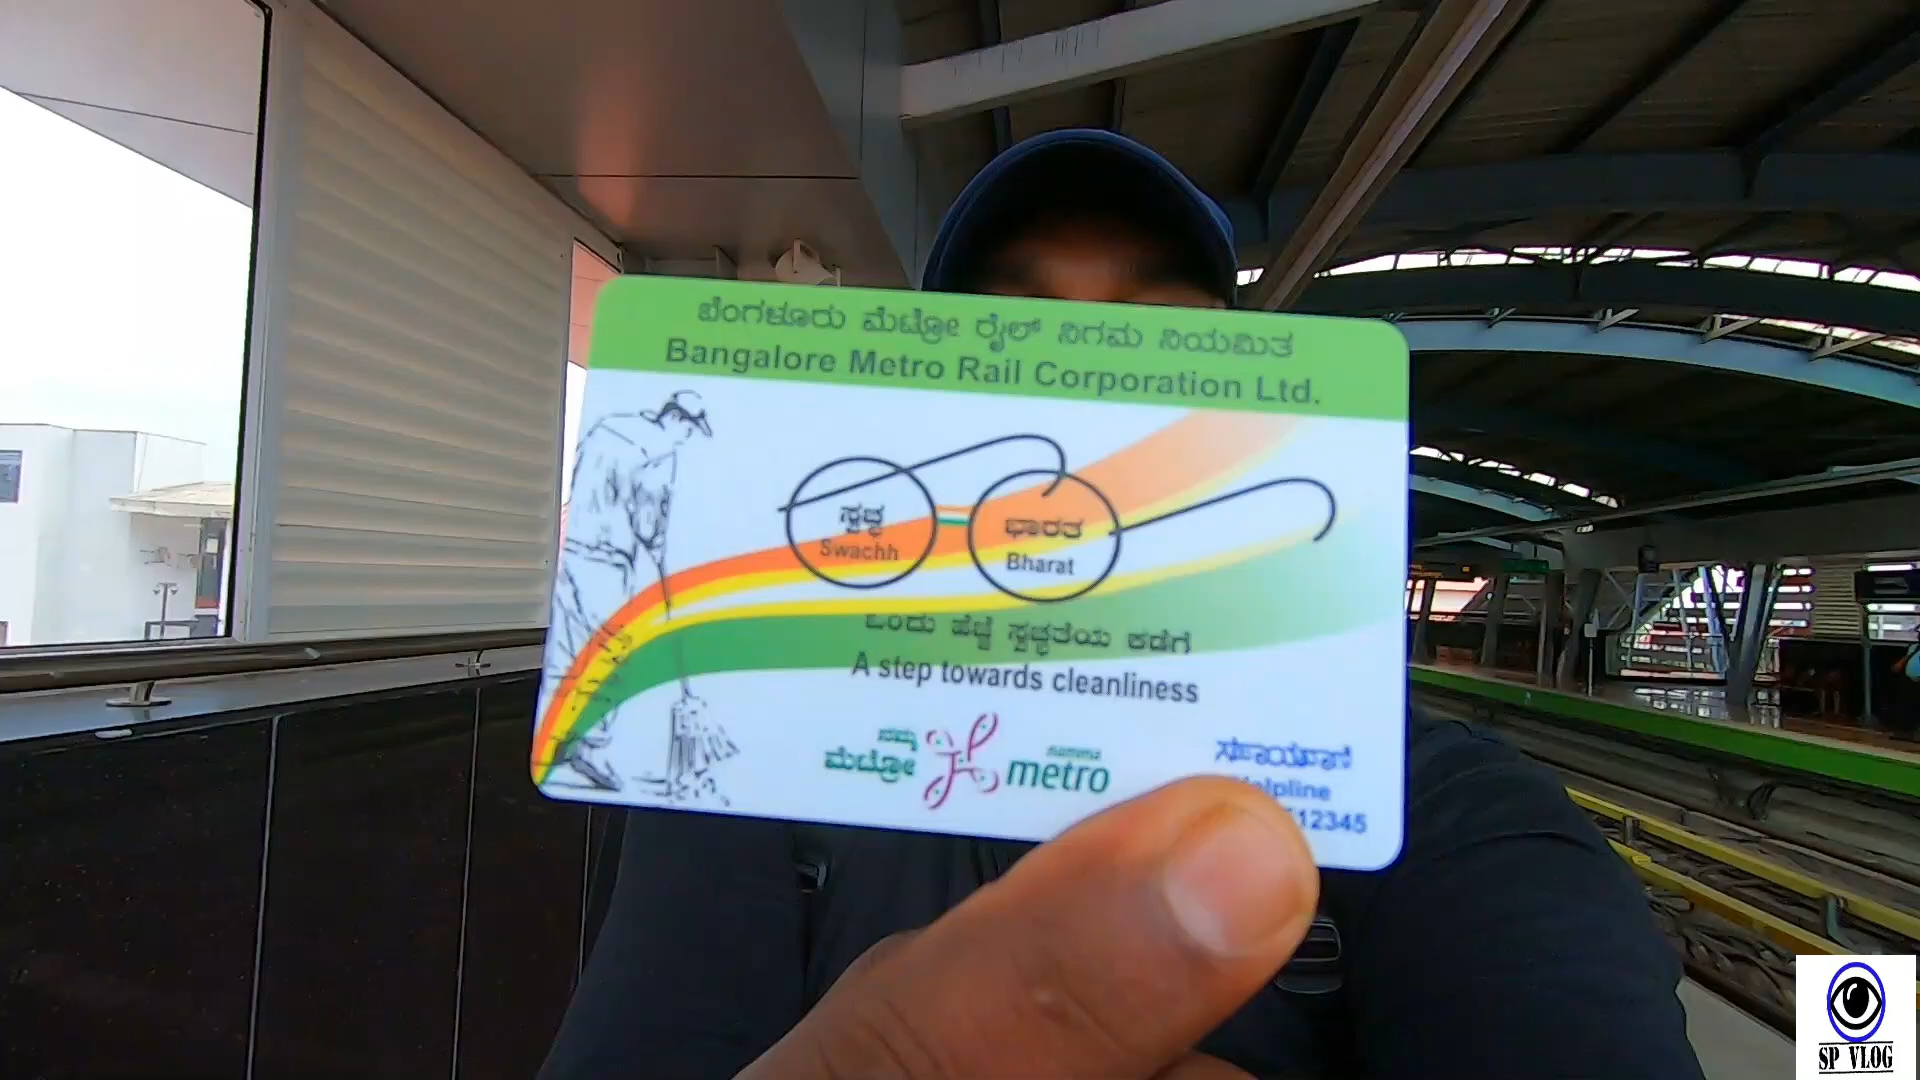 ಬೆಂಗಳೂರು ಮೆಟ್ರೋ ರೈಲ್ ನಿಗಮ ನಿಯಮಿತ
Bangalore Metro Rail Corporation Ltd.
ಸ್ವಚ್ಛ
Swachh
ಭಾರತ
Bharat
ಒಂದು ಹೆಜ್ಜೆ ಸ್ವಚ್ಛತೆಯ ಕಡೆಗೆ
A step towards cleanliness
ನಮ್ಮ
ಮೆಟ್ರೋ
namma
metro
ಸಹಾಯವಾಣಿ
Helpline
12345
SP VLOG